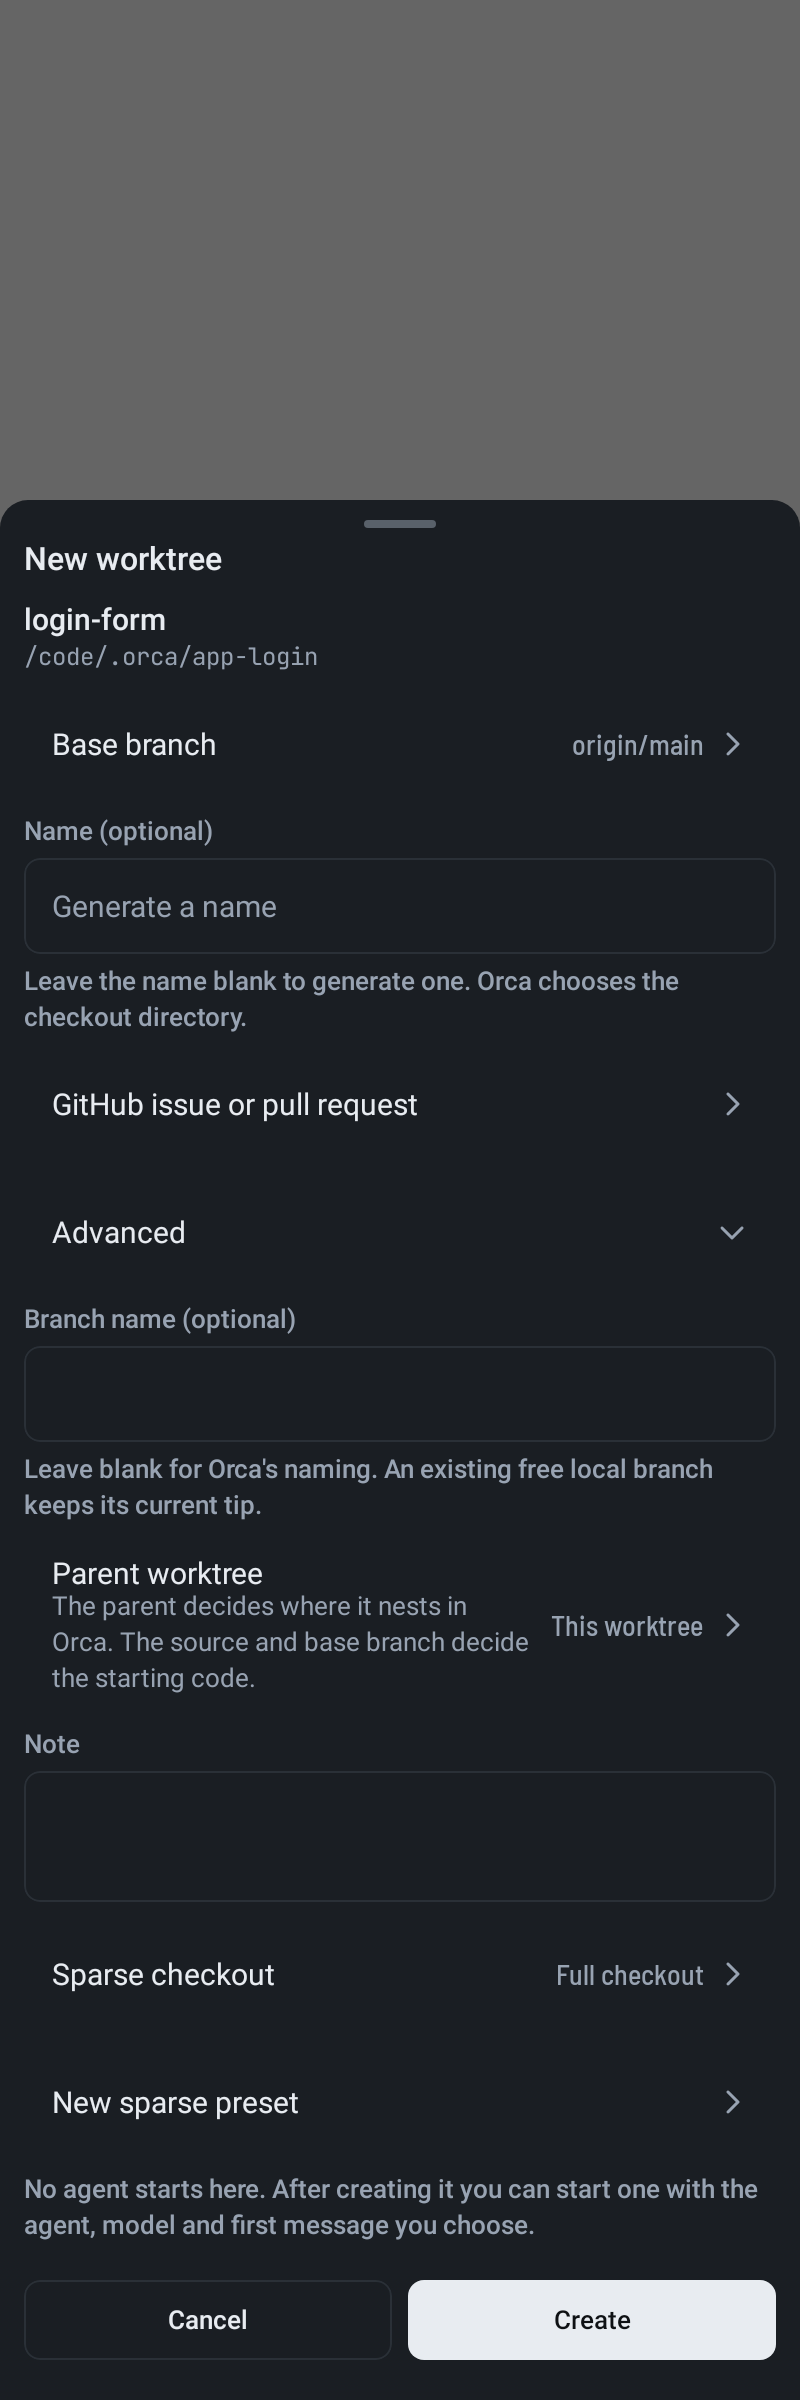 New worktree
login-form
/code/.orca/app-login
Base branch
origin/main
Name (optional)
Generate a name
Leave the name blank to generate one. Orca chooses the
checkout directory.
GitHub issue or pull request
Advanced
Branch name (optional)
Leave blank for Orca's naming. An existing free local branch
keeps its current tip.
Parent worktree
The parent decides where it nests in
Orca. The source and base branch decide
the starting code.
This worktree
Note
Sparse checkout
Full checkout
New sparse preset
No agent starts here. After creating it you can start one with the
agent, model and first message you choose.
Cancel
Create